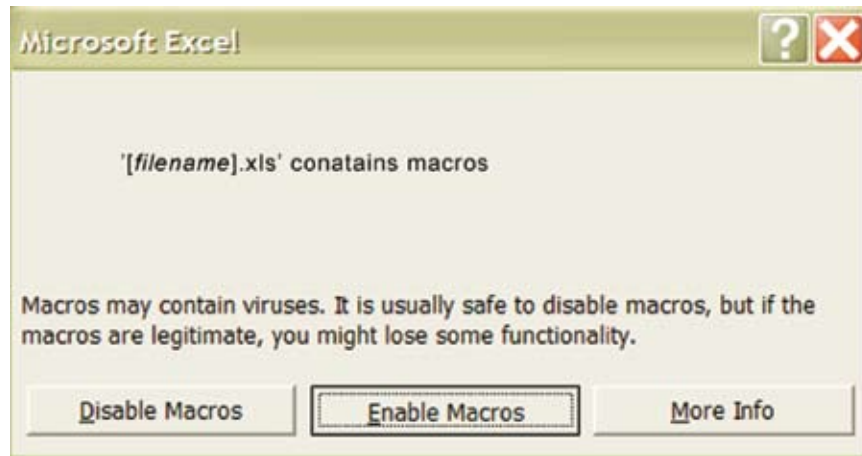 Microsoft Excel
'[filename].xls' conatains macros
Macros may contain viruses. It is usually safe to disable macros, but if the
macros are legitimate, you might lose some functionality.
Disable Macros Enable Macros More Info